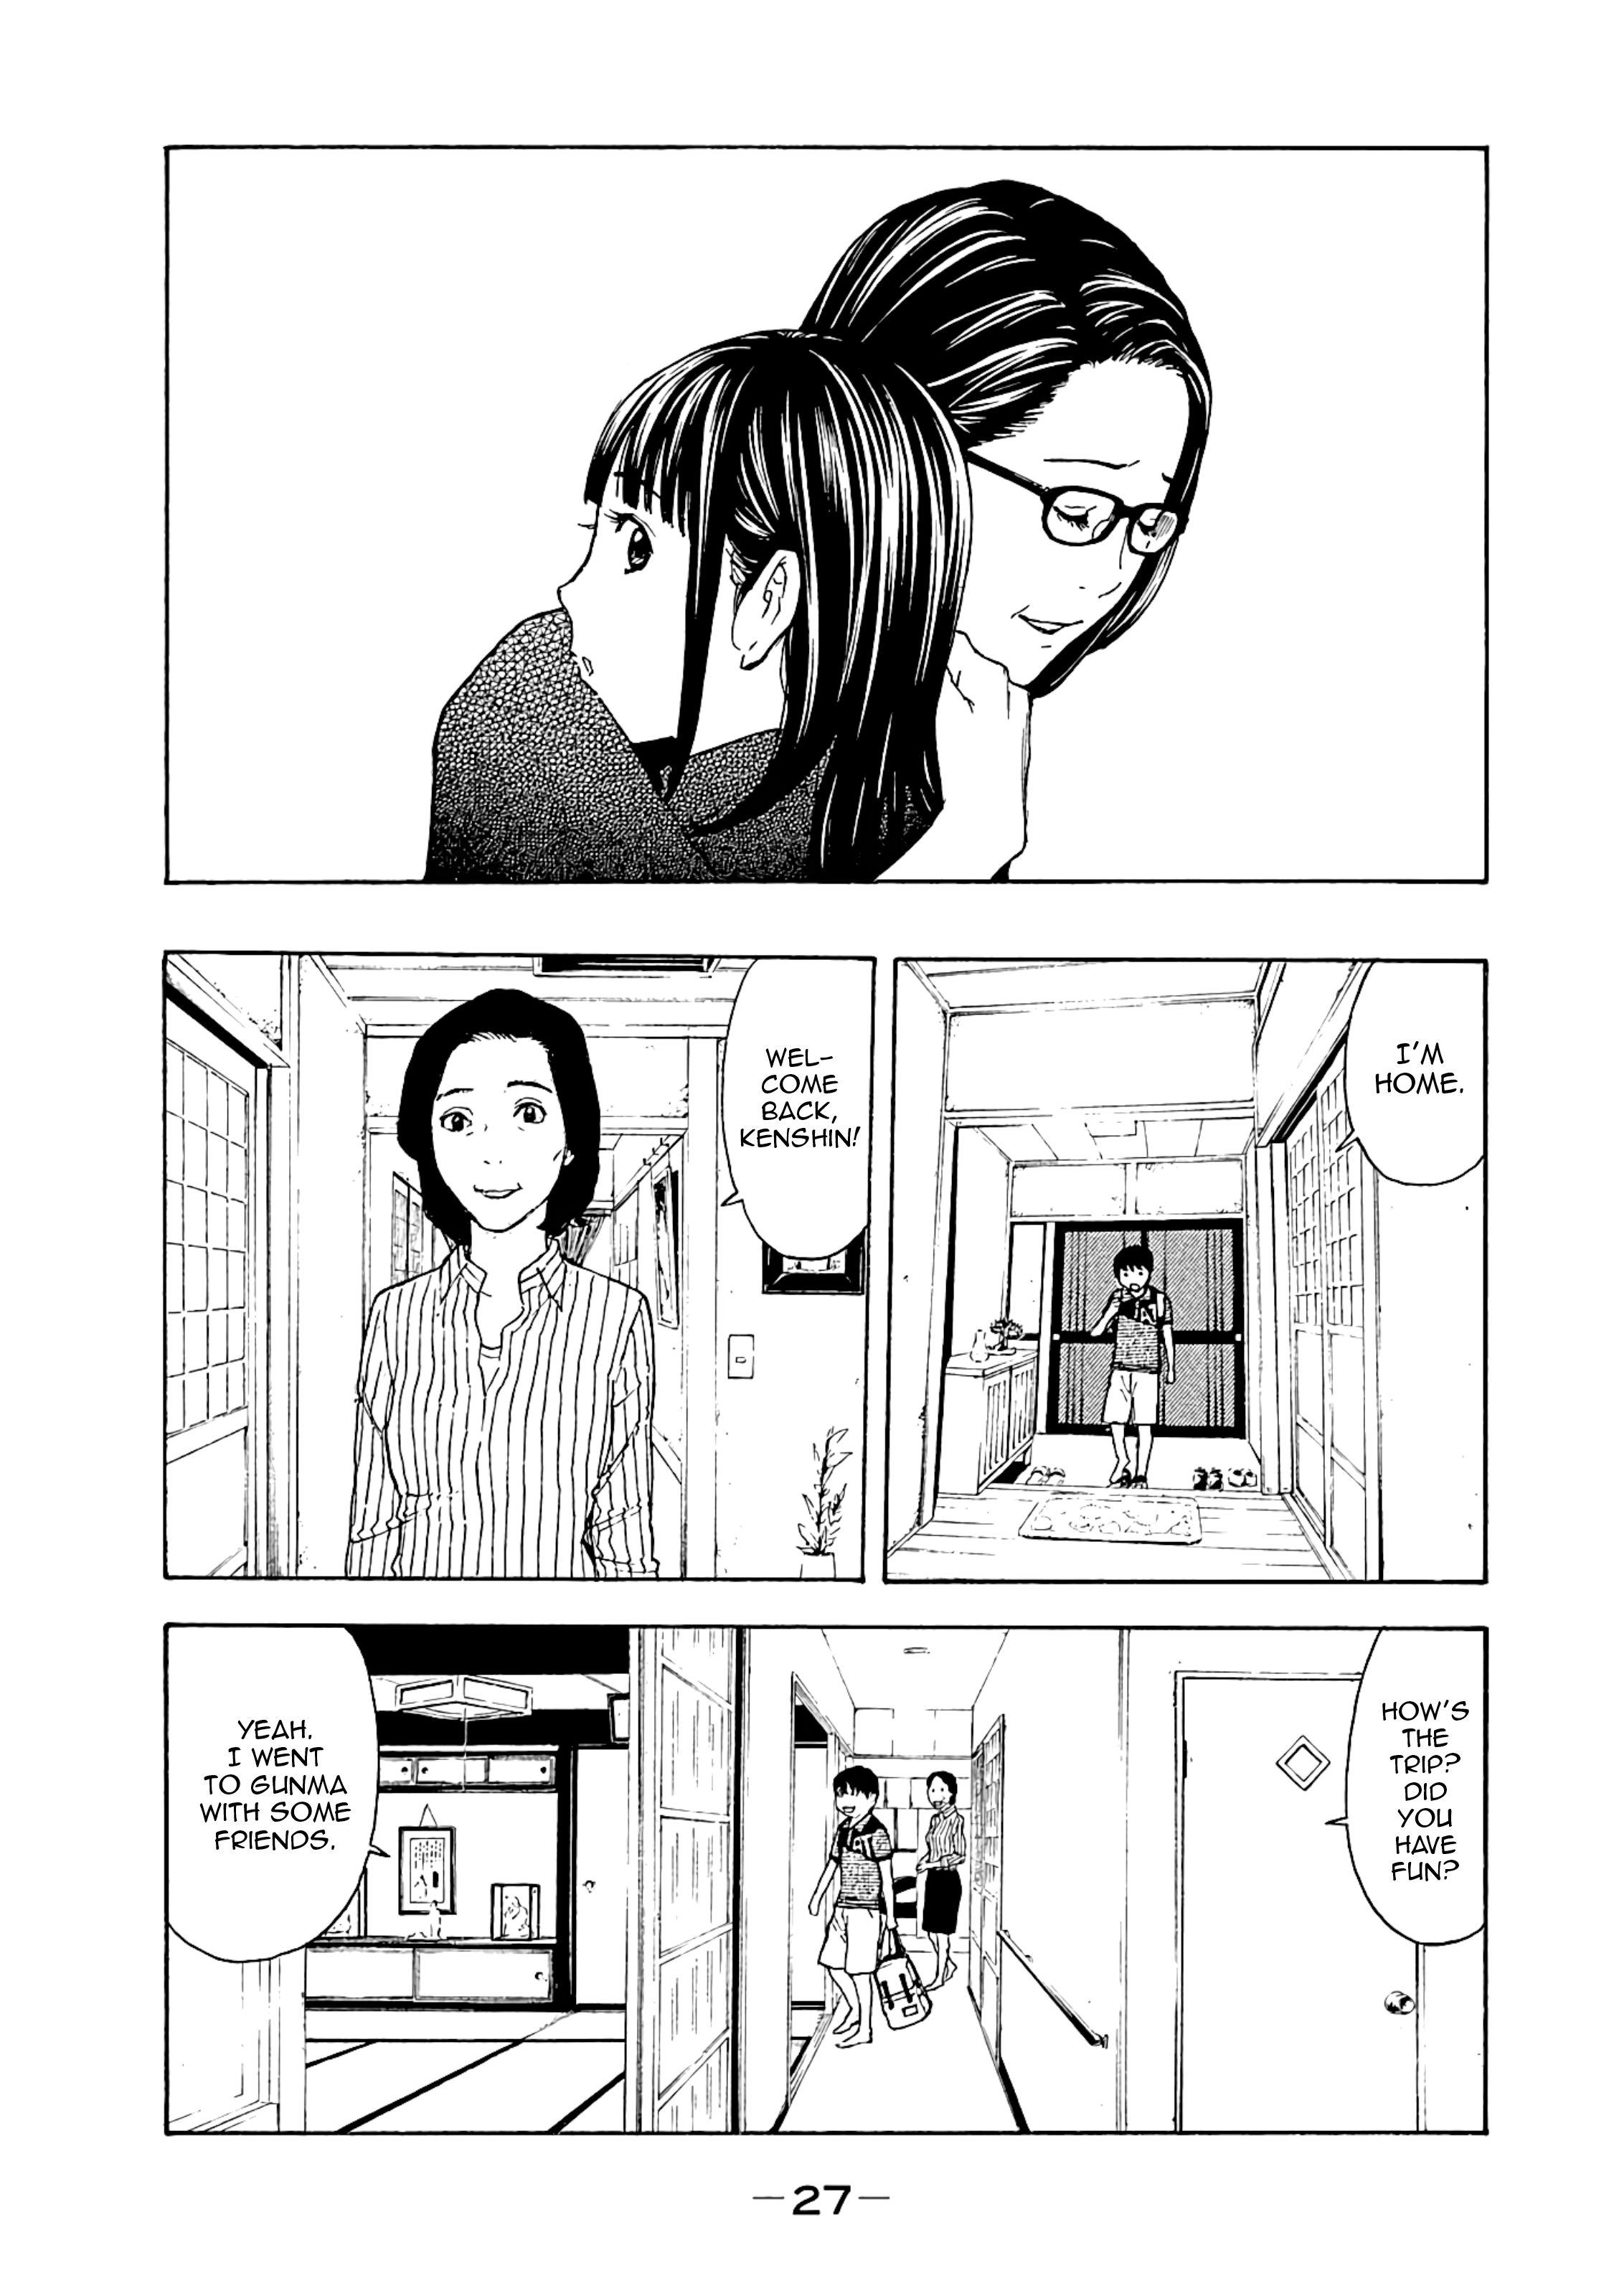 I'M
HOME.
WEL-
COME
BACK,
KENSHIN!
HOW'S
THE
TRIP?
DID
YOU
HAVE
FUN?
YEAH.
I WENT
TO GUNMA
WITH SOME
FRIENDS.
—27—